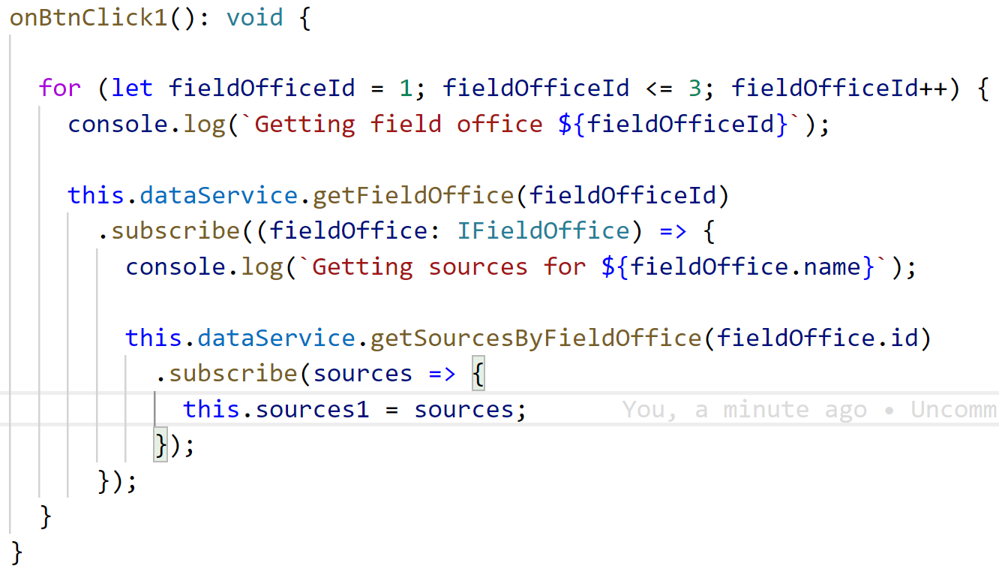 onBtnClick1(): void {
for (let fieldOfficeId = 1; fieldOfficeId <= 3; fieldOfficeId++) {
console.log(`Getting field office ${fieldOfficeId}`);
this.dataService.getFieldOffice(fieldOfficeId)
.subscribe((fieldOffice: IFieldOffice) => {
console.log(`Getting sources for ${fieldOffice.name}`);
this.dataService.getSourcesByFieldOffice(fieldOffice.id)
.subscribe(sources => {
this.sources1 = sources; You, a minute ago • Uncomm
});
});
}
}